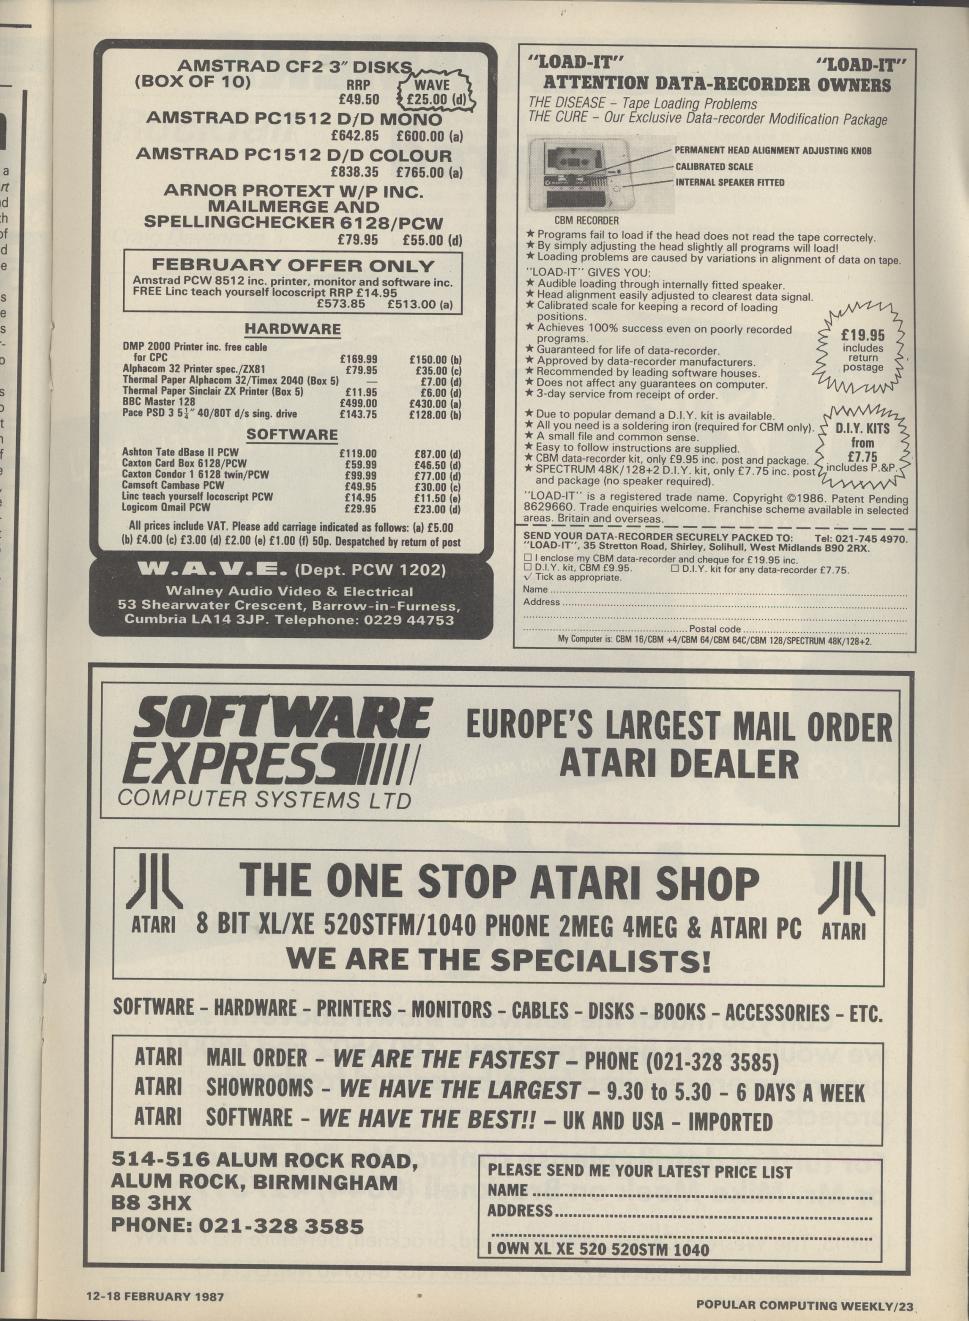 AMSTRAD CF2 3″ DISKS
(BOX OF 10) RRP WAVE
£49.50 £25.00 (d)
AMSTRAD PC1512 D/D MONO
£642.85 £600.00 (a)
AMSTRAD PC1512 D/D COLOUR
£838.35 £765.00 (a)
ARNOR PROTEXT W/P INC.
MAILMERGE AND
SPELLINGCHECKER 6128/PCW
£79.95 £55.00 (d)
FEBRUARY OFFER ONLY
Amstrad PCW 8512 inc. printer, monitor and software inc.
FREE Linc teach yourself locoscript RRP £14.95
£573.85 £513.00 (a)
HARDWARE
DMP 2000 Printer inc. free cable
for CPC £169.99 £150.00 (b)
Alphacom 32 Printer spec./ZX81 £79.95 £35.00 (c)
Thermal Paper Alphacom 32/Timex 2040 (Box 5) — £7.00 (d)
Thermal Paper Sinclair ZX Printer (Box 5) £11.95 £6.00 (d)
BBC Master 128 £499.00 £430.00 (a)
Pace PSD 3 5¼″ 40/80T d/s sing. drive £143.75 £128.00 (b)
SOFTWARE
Ashton Tate dBase II PCW £119.00 £87.00 (d)
Caxton Card Box 6128/PCW £59.99 £46.50 (d)
Caxton Condor 1 6128 twin/PCW £99.99 £77.00 (d)
Camsoft Cambase PCW £49.95 £30.00 (c)
Linc teach yourself locoscript PCW £14.95 £11.50 (e)
Logicom Qmail PCW £29.95 £23.00 (d)
All prices include VAT. Please add carriage indicated as follows: (a) £5.00
(b) £4.00 (c) £3.00 (d) £2.00 (e) £1.00 (f) 50p. Despatched by return of post
W.A.V.E. (Dept. PCW 1202)
Walney Audio Video & Electrical
53 Shearwater Crescent, Barrow-in-Furness,
Cumbria LA14 3JP. Telephone: 0229 44753
"LOAD-IT" "LOAD-IT"
ATTENTION DATA-RECORDER OWNERS
THE DISEASE – Tape Loading Problems
THE CURE – Our Exclusive Data-recorder Modification Package
PERMANENT HEAD ALIGNMENT ADJUSTING KNOB
CALIBRATED SCALE
INTERNAL SPEAKER FITTED
CBM RECORDER
★ Programs fail to load if the head does not read the tape correctely.
★ By simply adjusting the head slightly all programs will load!
★ Loading problems are caused by variations in alignment of data on tape.
"LOAD-IT" GIVES YOU:
★ Audible loading through internally fitted speaker.
★ Head alignment easily adjusted to clearest data signal.
★ Calibrated scale for keeping a record of loading
positions.
★ Achieves 100% success even on poorly recorded
programs.
★ Guaranteed for life of data-recorder.
★ Approved by data-recorder manufacturers.
★ Recommended by leading software houses.
★ Does not affect any guarantees on computer.
★ 3-day service from receipt of order.
£19.95
includes
return
postage
★ Due to popular demand a D.I.Y. kit is available.
★ All you need is a soldering iron (required for CBM only).
★ A small file and common sense.
★ Easy to follow instructions are supplied.
★ CBM data-recorder kit, only £9.95 inc. post and package.
★ SPECTRUM 48K/128+2 D.I.Y. kit, only £7.75 inc. post
and package (no speaker required).
D.I.Y. KITS
from
£7.75
includes P.&P.
"LOAD-IT" is a registered trade name. Copyright ©1986. Patent Pending
8629660. Trade enquiries welcome. Franchise scheme available in selected
areas. Britain and overseas.
SEND YOUR DATA-RECORDER SECURELY PACKED TO: Tel: 021-745 4970.
"LOAD-IT", 35 Stretton Road, Shirley, Solihull, West Midlands B90 2RX.
☐ I enclose my CBM data-recorder and cheque for £19.95 inc.
☐ D.I.Y. kit, CBM £9.95. ☐ D.I.Y. kit for any data-recorder £7.75.
√ Tick as appropriate.
Name
Address
Postal code
My Computer is: CBM 16/CBM +4/CBM 64/CBM 64C/CBM 128/SPECTRUM 48K/128+2.
SOFTWARE
EXPRESS
COMPUTER SYSTEMS LTD
EUROPE'S LARGEST MAIL ORDER
ATARI DEALER
THE ONE STOP ATARI SHOP
ATARI 8 BIT XL/XE 520STFM/1040 PHONE 2MEG 4MEG & ATARI PC ATARI
WE ARE THE SPECIALISTS!
SOFTWARE – HARDWARE – PRINTERS – MONITORS – CABLES – DISKS – BOOKS – ACCESSORIES – ETC.
ATARI MAIL ORDER – WE ARE THE FASTEST – PHONE (021-328 3585)
ATARI SHOWROOMS – WE HAVE THE LARGEST – 9.30 to 5.30 – 6 DAYS A WEEK
ATARI SOFTWARE – WE HAVE THE BEST!! – UK AND USA – IMPORTED
514-516 ALUM ROCK ROAD,
ALUM ROCK, BIRMINGHAM
B8 3HX
PHONE: 021-328 3585
PLEASE SEND ME YOUR LATEST PRICE LIST
NAME
ADDRESS
I OWN XL XE 520 520STM 1040
12-18 FEBRUARY 1987
POPULAR COMPUTING WEEKLY/23